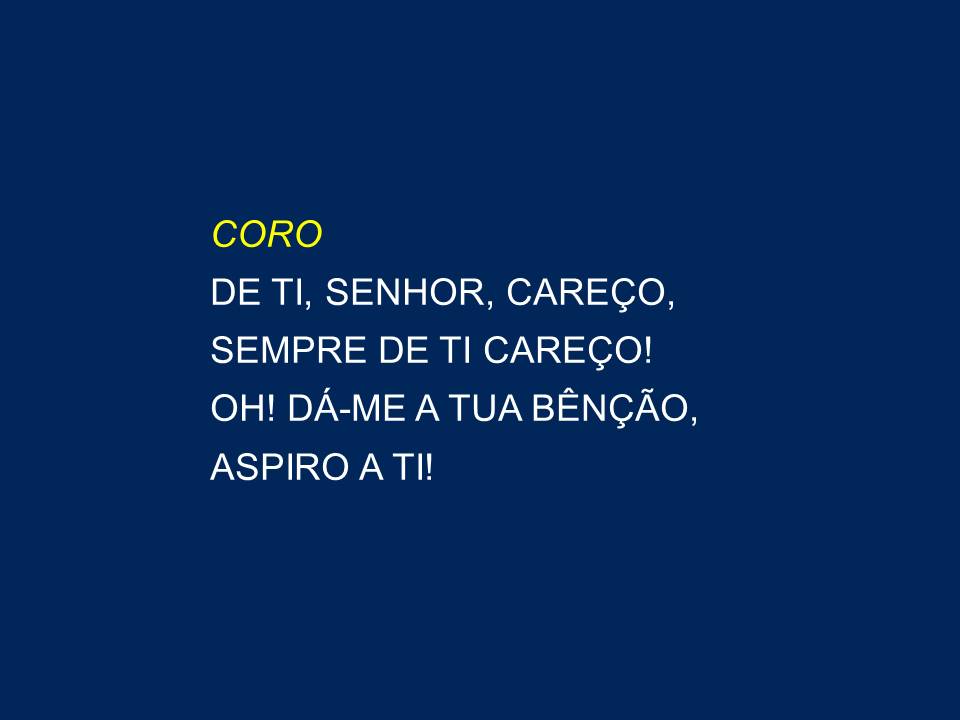 CORO
DE TI, SENHOR, CAREÇO,
SEMPRE DE TI CAREÇO!
OH! DÁ-ME A TUA BÊNÇÃO,
ASPIRO A TI!